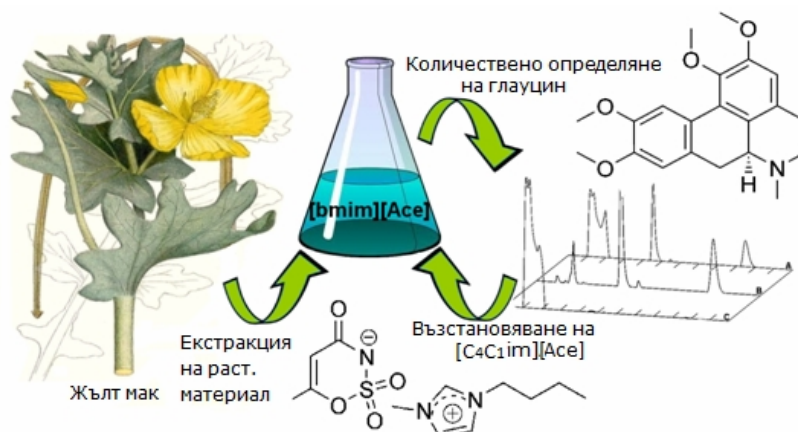 Количествено определяне
на глауцин
[bmim][Ace]
Възстановяване на
[C4C1im][Ace]
Екстракция
на раст.
материал
Жълт мак
O
O
O
O
H
N
A
B
C
O
N
S
O
O
O
N
N